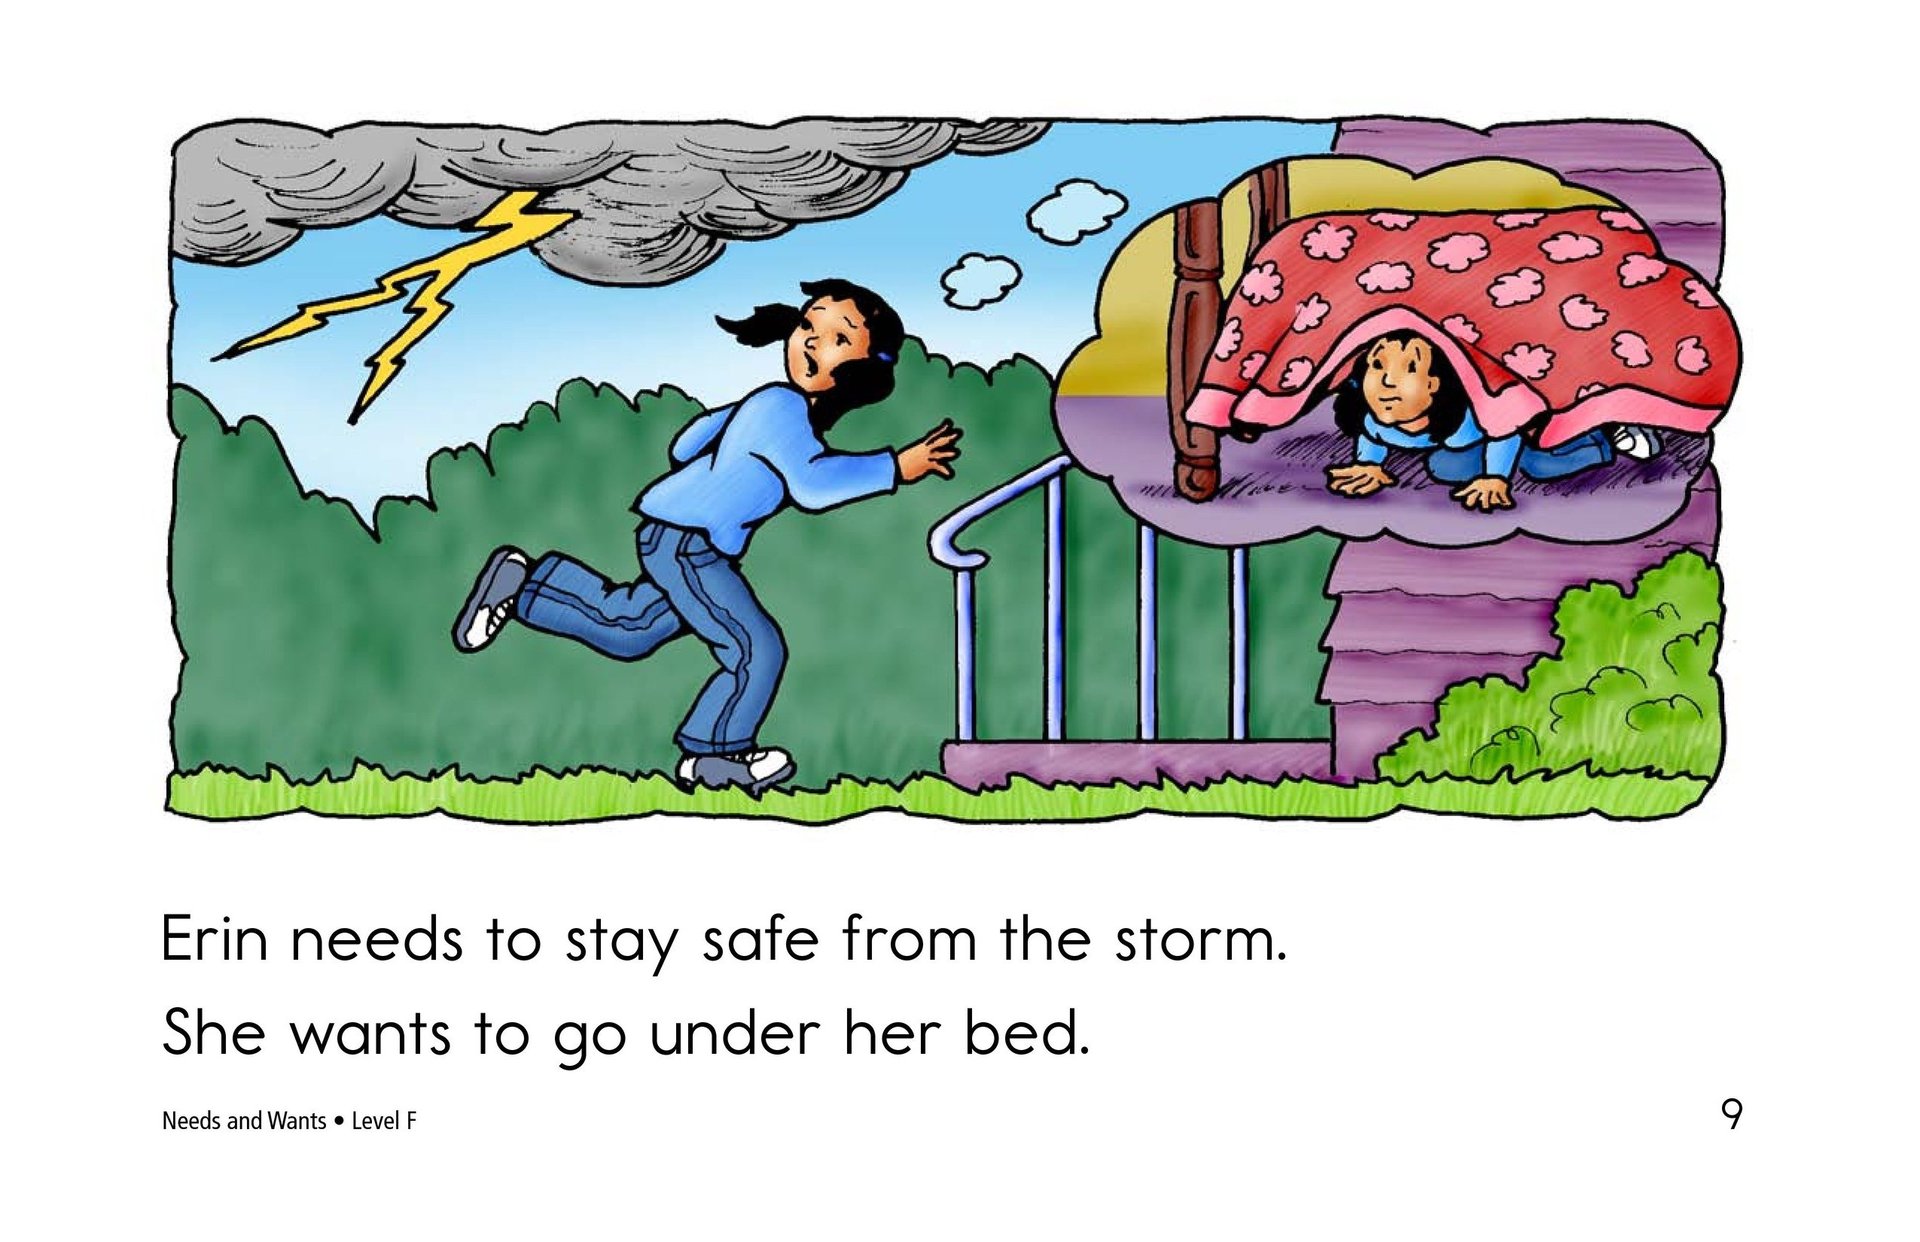 Erin needs to stay safe from the storm.
She wants to go under her bed.
Needs and Wants • Level F
9